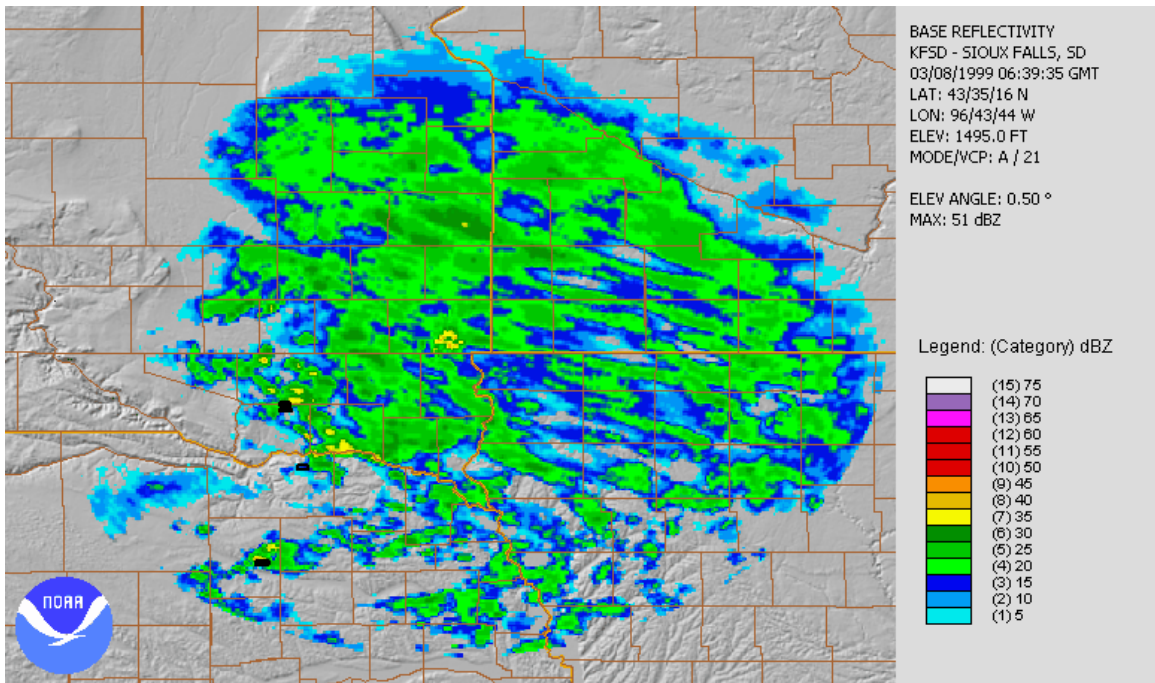 BASE REFLECTIVITY
KFSD - SIOUX FALLS, SD
03/08/1999 06:39:35 GMT
LAT: 43/35/16 N
LON: 96/43/44 W
ELEV: 1495.0 FT
MODE/VCP: A / 21
ELEV ANGLE: 0.50 °
MAX: 51 dBZ
Legend: (Category) dBZ
(15) 75
(14) 70
(13) 65
(12) 60
(11) 55
(10) 50
(9) 45
(8) 40
(7) 35
(6) 30
(5) 25
(4) 20
(3) 15
(2) 10
(1) 5
NOAA